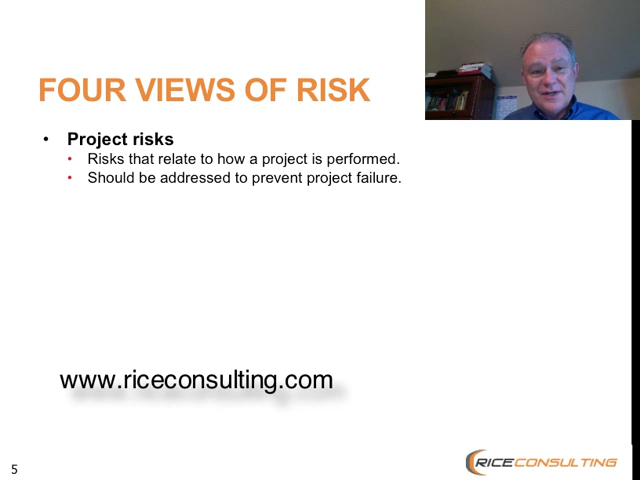 FOUR VIEWS OF RISK
• Project risks
• Risks that relate to how a project is performed.
• Should be addressed to prevent project failure.
www.riceconsulting.com
5
RICECONSULTING